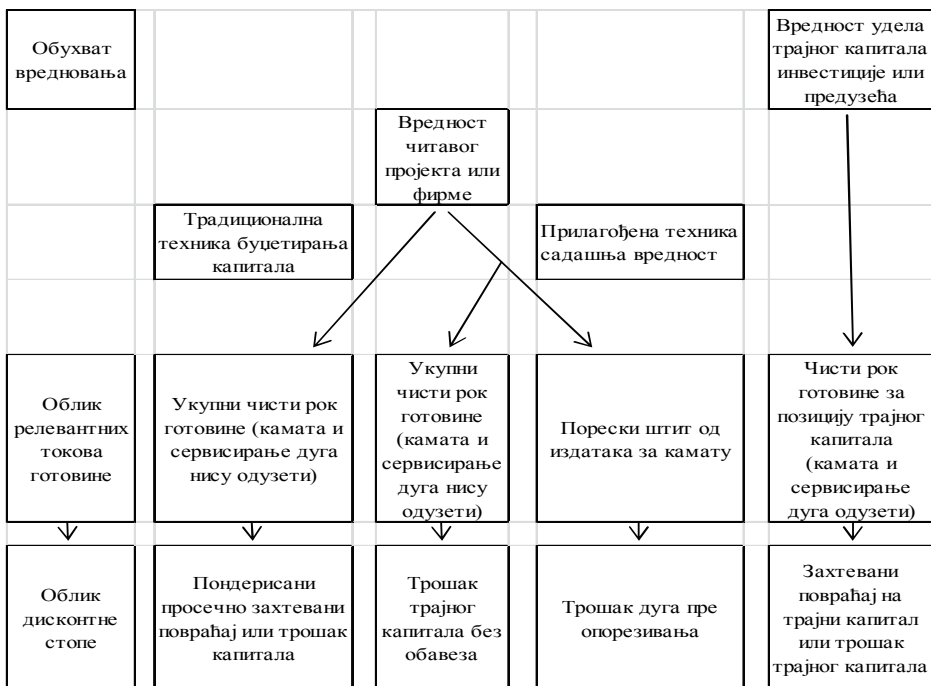 Обухват
вредновања
Вредност удела
трајног капитала
инвестиције или
предузећа
Вредност
читавог
пројекта или
фирме
Традиционална
техника буџетирања
капитала
Прилагођена техника
садашња вредност
Облик
релевантних
токова
готовине
Укупни чисти рок
готовине (камата и
сервисирање дуга
нису одузети)
Укупни
чисти рок
готовине
(камата и
сервисирање
дуга нису
одузети)
Порески штит од
издатака за камату
Чисти рок
готовине за
позицију трајног
капитала
(камата и
сервисирање
дуга одузети)
Облик
дисконтне
стопе
Пондерисани
просечно захтевани
повраћај или трошак
капитала
Трошак
трајног
капитала без
обавеза
Трошак дуга пре
опорезивања
Захтевани
повраћај на
трајни капитал
или трошак
трајног капитала